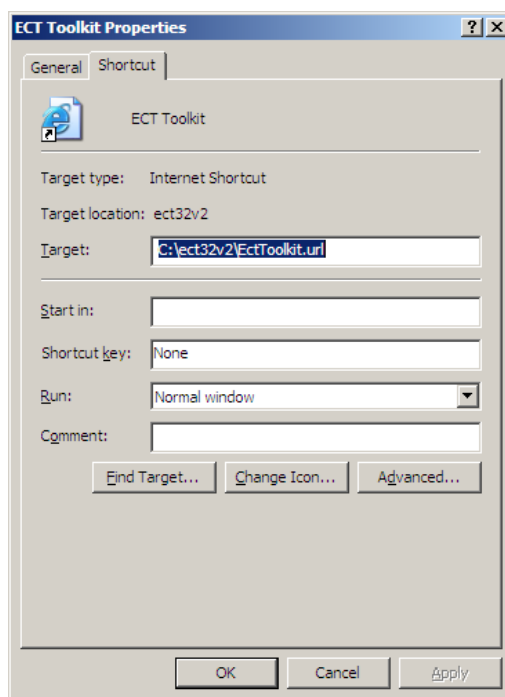 ECT Toolkit Properties
General Shortcut
ECT Toolkit
Target type: Internet Shortcut
Target location: ect32v2
Target: C:\ect32v2\EctToolkit.url
Start in:
Shortcut key: None
Run: Normal window
Comment:
Find Target... Change Icon... Advanced...
OK Cancel Apply